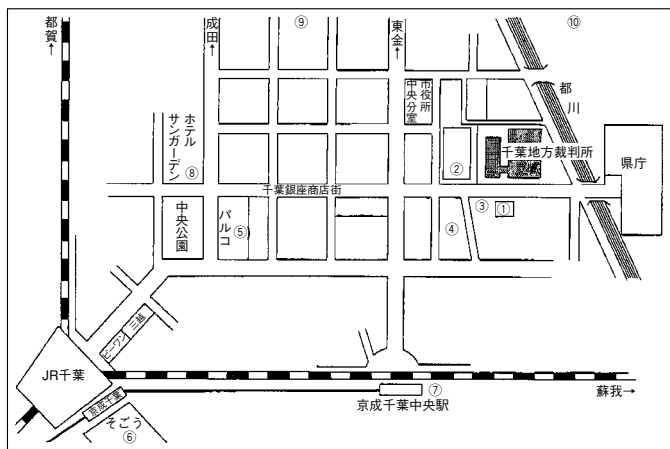 都賀→
成田→
⑨
東金→
⑩
市役所
中央分室
都川
ホテル
サンガーデン
⑧
②
千葉地方裁判所
県庁
千葉銀座商店街
中央公園
パルコ
⑤
④
③
①
三越
ビーワン
JR千葉
京成千葉
そごう
⑥
⑦
京成千葉中央駅
蘇我→